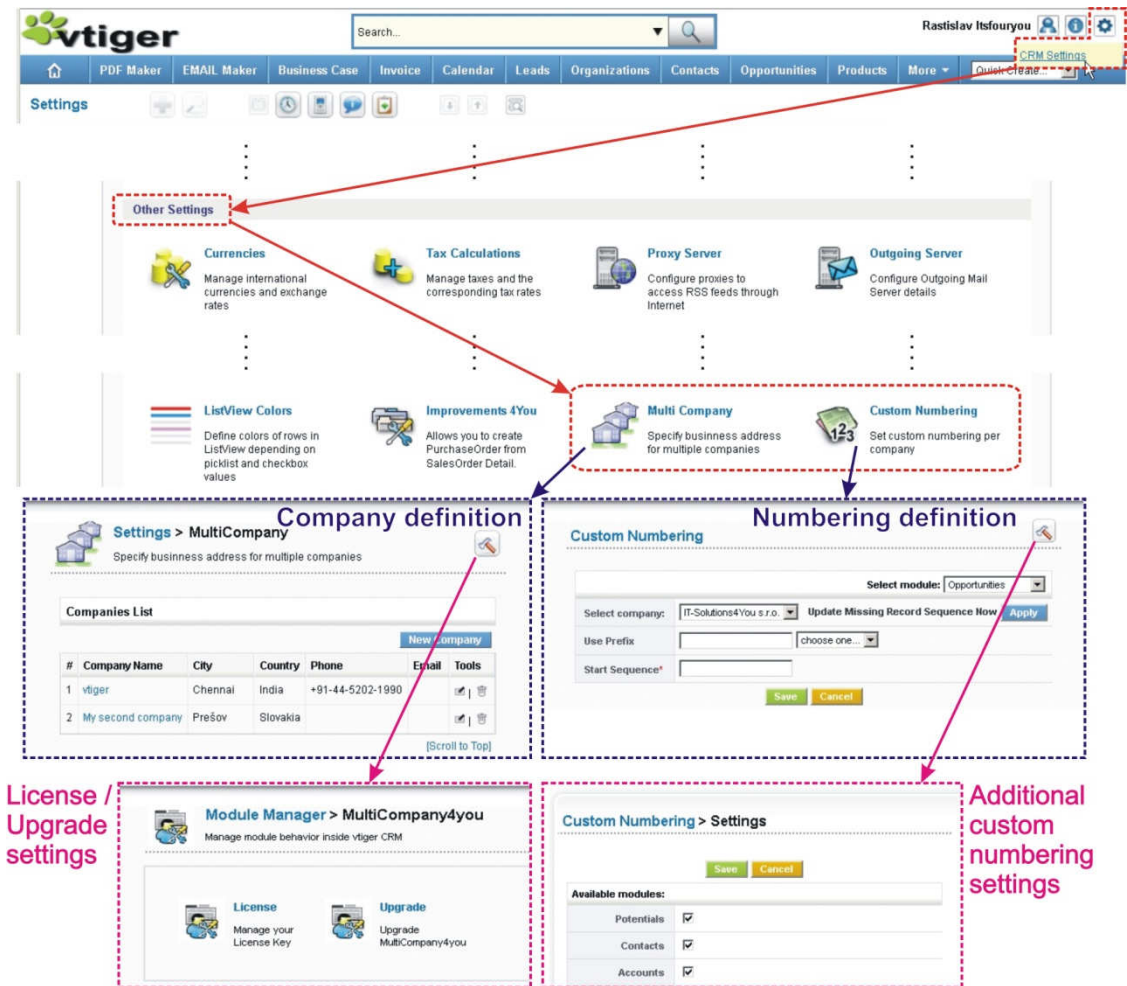 vtiger
Search...
Rastislav Itsfouryou
CRM Settings
PDF Maker EMAIL Maker Business Case Invoice Calendar Leads Organizations Contacts Opportunities Products More Quick Create...
Settings
Other Settings
Currencies
Manage international
currencies and exchange
rates
Tax Calculations
Manage taxes and the
corresponding tax rates
Proxy Server
Configure proxies to
access RSS feeds through
Internet
Outgoing Server
Configure Outgoing Mail
Server details
ListView Colors
Define colors of rows in
ListView depending on
picklist and checkbox
values
Improvements 4You
Allows you to create
PurchaseOrder from
SalesOrder Detail.
Multi Company
Specify businness address
for multiple companies
123
Custom Numbering
Set custom numbering per
company
Company definition
Settings > MultiCompany
Specify businness address for multiple companies
Companies List
New Company
# Company Name City Country Phone Email Tools
1 vtiger Chennai India +91-44-5202-1990 |
2 My second company Prešov Slovakia |
[Scroll to Top]
Numbering definition
Custom Numbering
Select module: Opportunities
Select company: IT-Solutions4You s.r.o. Update Missing Record Sequence Now Apply
Use Prefix choose one...
Start Sequence*
Save Cancel
License /
Upgrade
settings
Module Manager > MultiCompany4you
Manage module behavior inside vtiger CRM
License
Manage your
License Key
Upgrade
Upgrade
MultiCompany4you
Custom Numbering > Settings
Save Cancel
Available modules:
Potentials
Contacts
Accounts
Additional
custom
numbering
settings